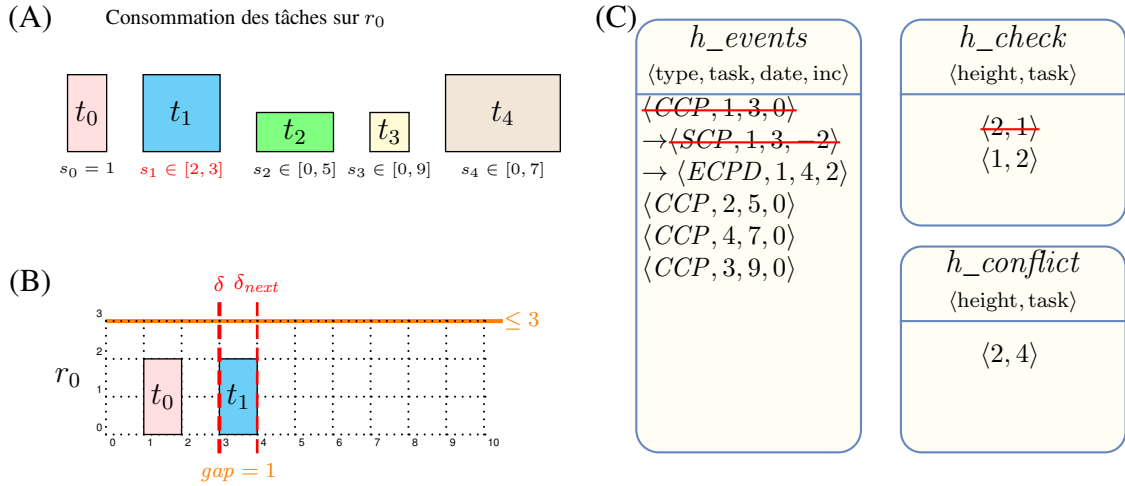 (A)
Consommation des tâches sur r₀
t₀ t₁ t₂ t₃ t₄
s₀ = 1 s₁ ∈ [2, 3] s₂ ∈ [0, 5] s₃ ∈ [0, 9] s₄ ∈ [0, 7]
(B)
δ δnext
≤ 3
3
2
1
0
r₀
t₀ t₁
0 1 2 3 4 5 6 7 8 9 10
gap = 1
(C)
h_events
⟨type, task, date, inc⟩
⟨CCP, 1, 3, 0⟩
→⟨SCP, 1, 3, −2⟩
→ ⟨ECPD, 1, 4, 2⟩
⟨CCP, 2, 5, 0⟩
⟨CCP, 4, 7, 0⟩
⟨CCP, 3, 9, 0⟩
h_check
⟨height, task⟩
⟨2, 1⟩
⟨1, 2⟩
h_conflict
⟨height, task⟩
⟨2, 4⟩